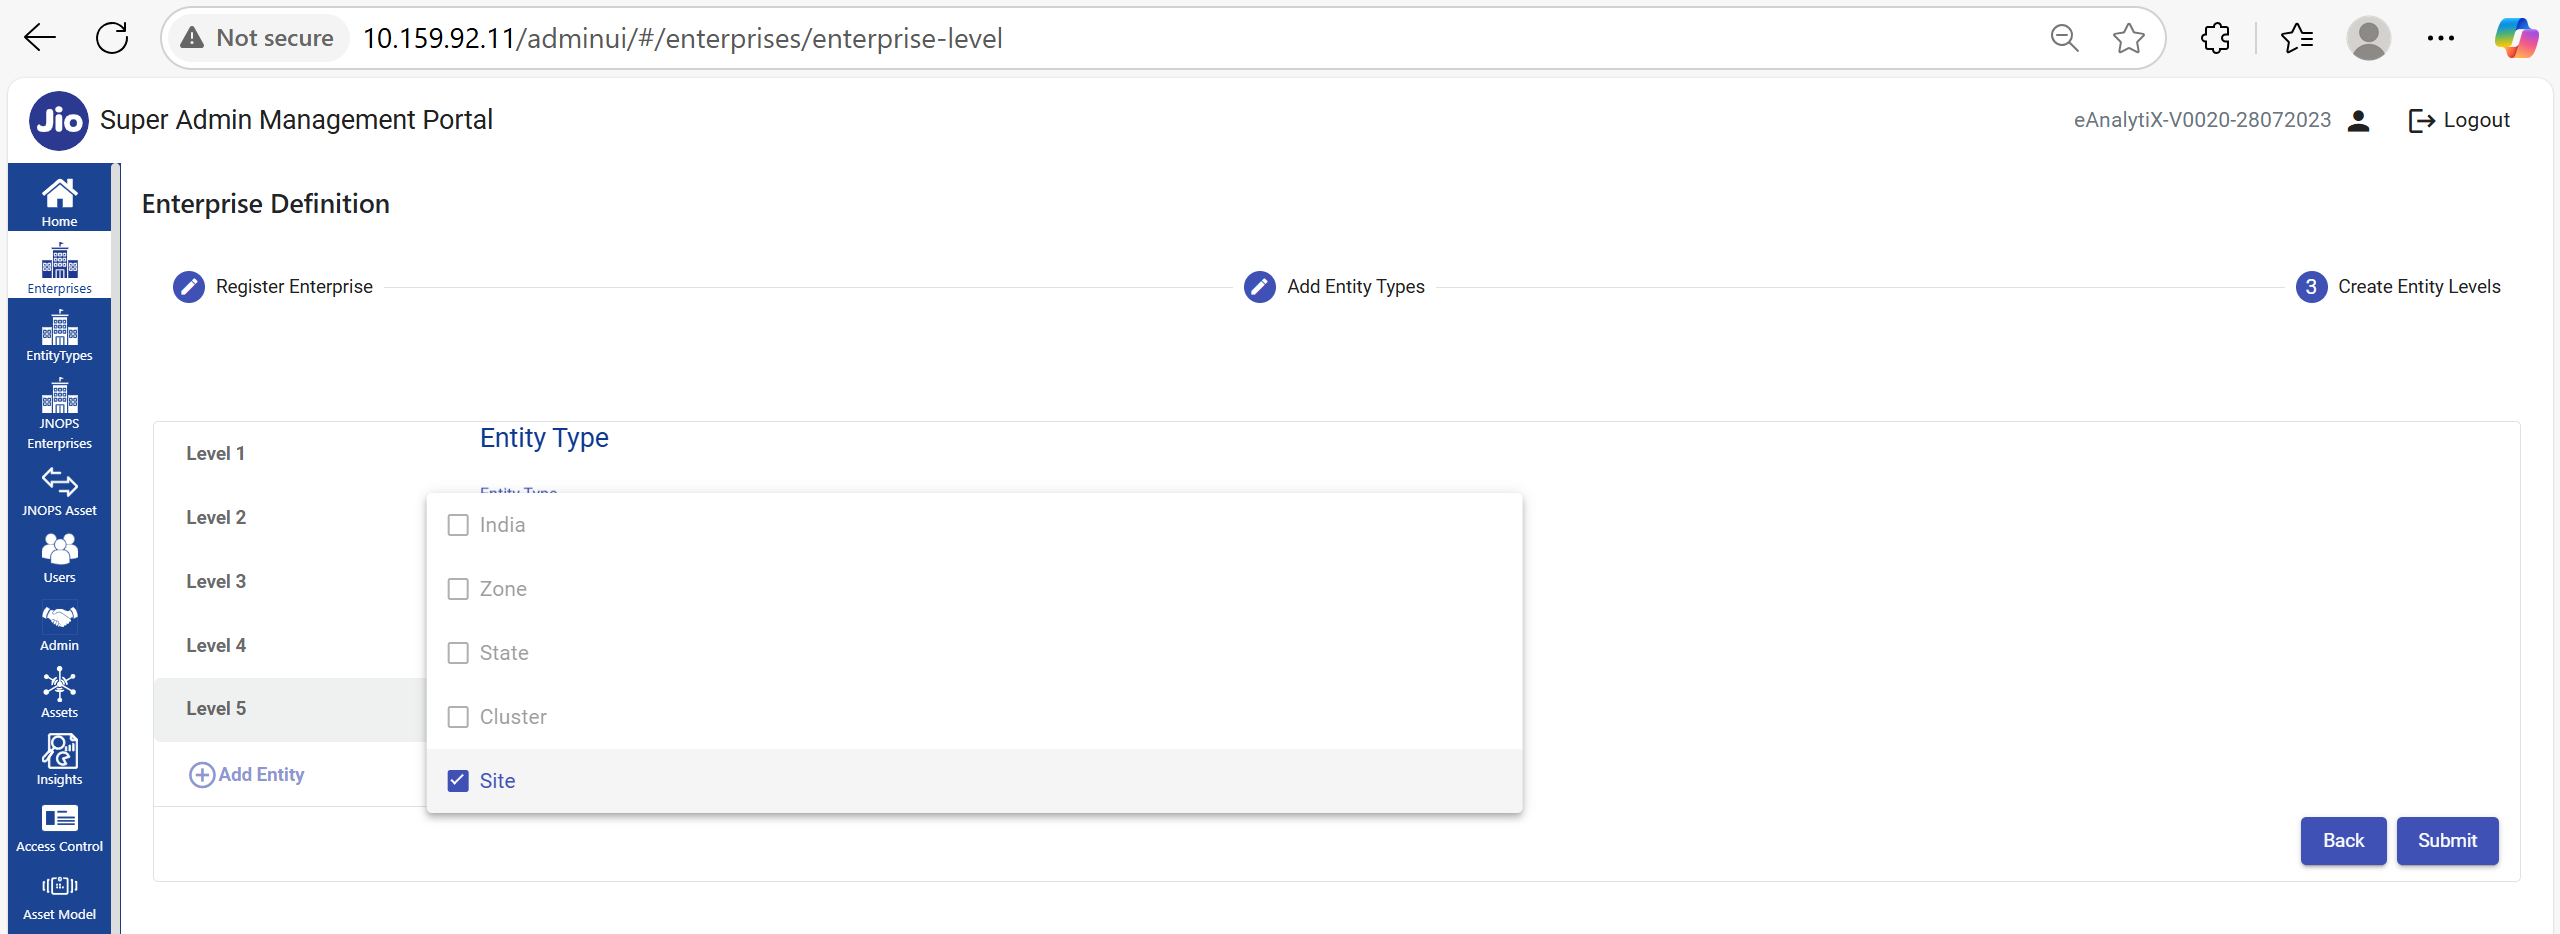 Not secure
10.159.92.11/adminui/#/enterprises/enterprise-level
Jio
Super Admin Management Portal
eAnalytiX-V0020-28072023
Logout
Home
Enterprises
EntityTypes
JNOPS
Enterprises
JNOPS Asset
Users
Admin
Assets
Insights
Access Control
Asset Model
Enterprise Definition
Register Enterprise
Add Entity Types
3
Create Entity Levels
Level 1
Level 2
Level 3
Level 4
Level 5
Add Entity
Entity Type
Entity Type
India
Zone
State
Cluster
Site
Back
Submit